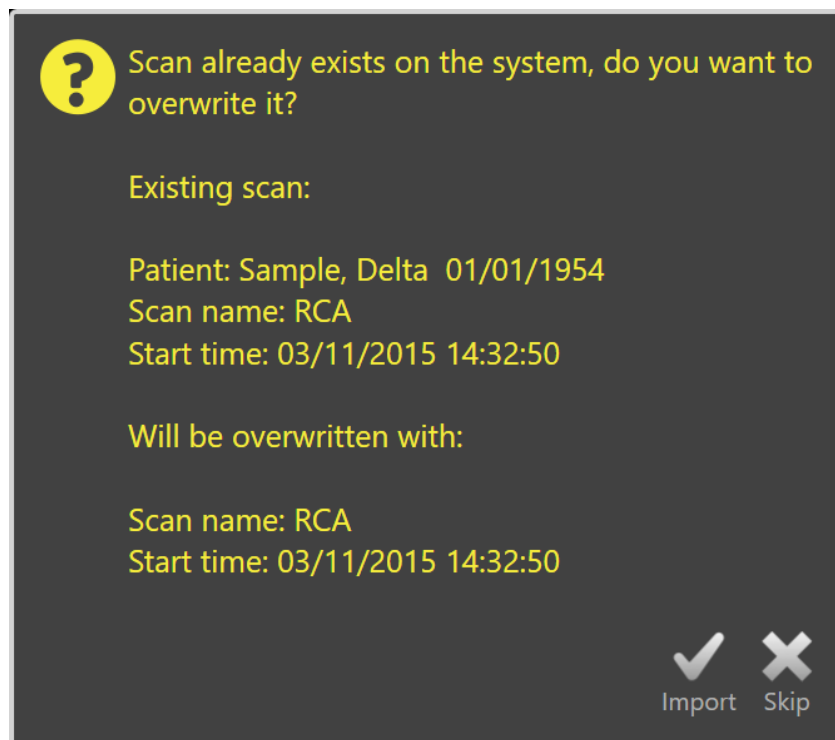 Scan already exists on the system, do you want to
overwrite it?
Existing scan:
Patient: Sample, Delta  01/01/1954
Scan name: RCA
Start time: 03/11/2015 14:32:50
Will be overwritten with:
Scan name: RCA
Start time: 03/11/2015 14:32:50
Import Skip